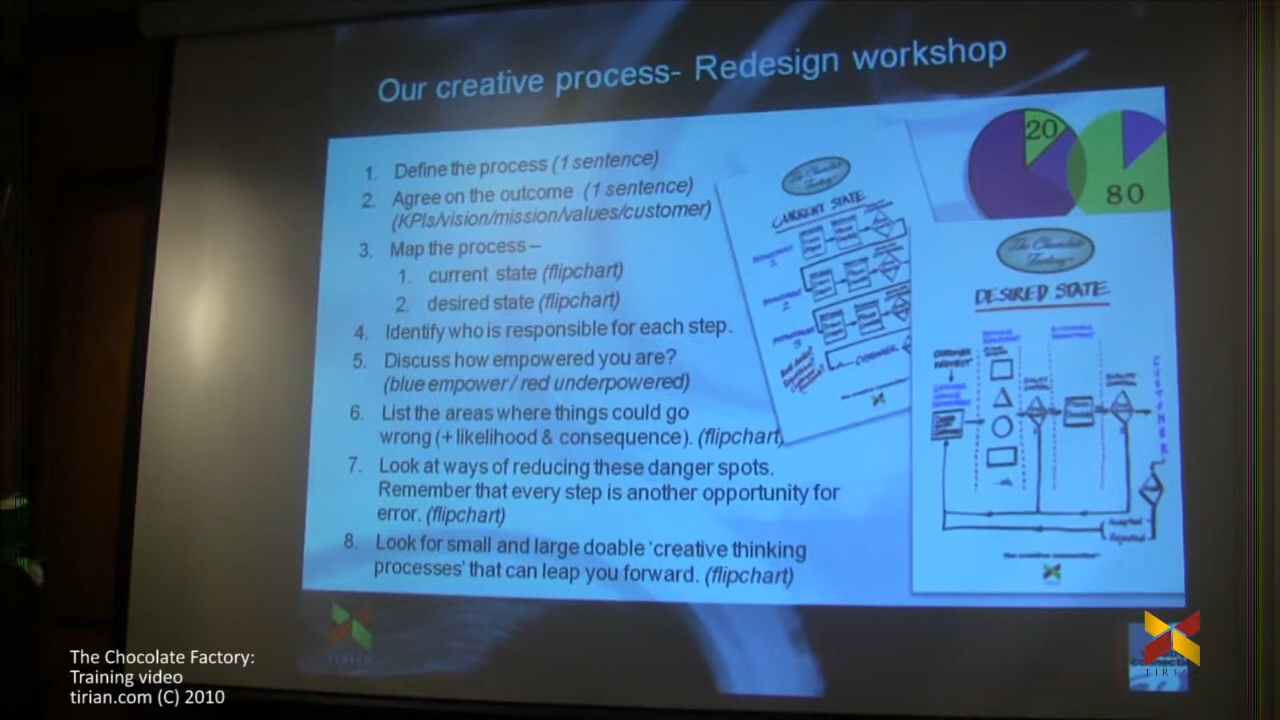 Our creative process- Redesign workshop
1. Define the process (1 sentence)
2. Agree on the outcome (1 sentence)
(KPIs/vision/mission/values/customer)
3. Map the process –
1. current state (flipchart)
2. desired state (flipchart)
4. Identify who is responsible for each step.
5. Discuss how empowered you are?
(blue empower / red underpowered)
6. List the areas where things could go
wrong (+ likelihood & consequence). (flipchart)
7. Look at ways of reducing these danger spots.
Remember that every step is another opportunity for
error. (flipchart)
8. Look for small and large doable 'creative thinking
processes' that can leap you forward. (flipchart)
20
80
The Chocolate
Factory
CURRENT STATE
The Chocolate
Factory
DESIRED STATE
CUSTOMER
Accepted
Rejected
The Chocolate Factory:
Training video
tirian.com (C) 2010
TIRIAN